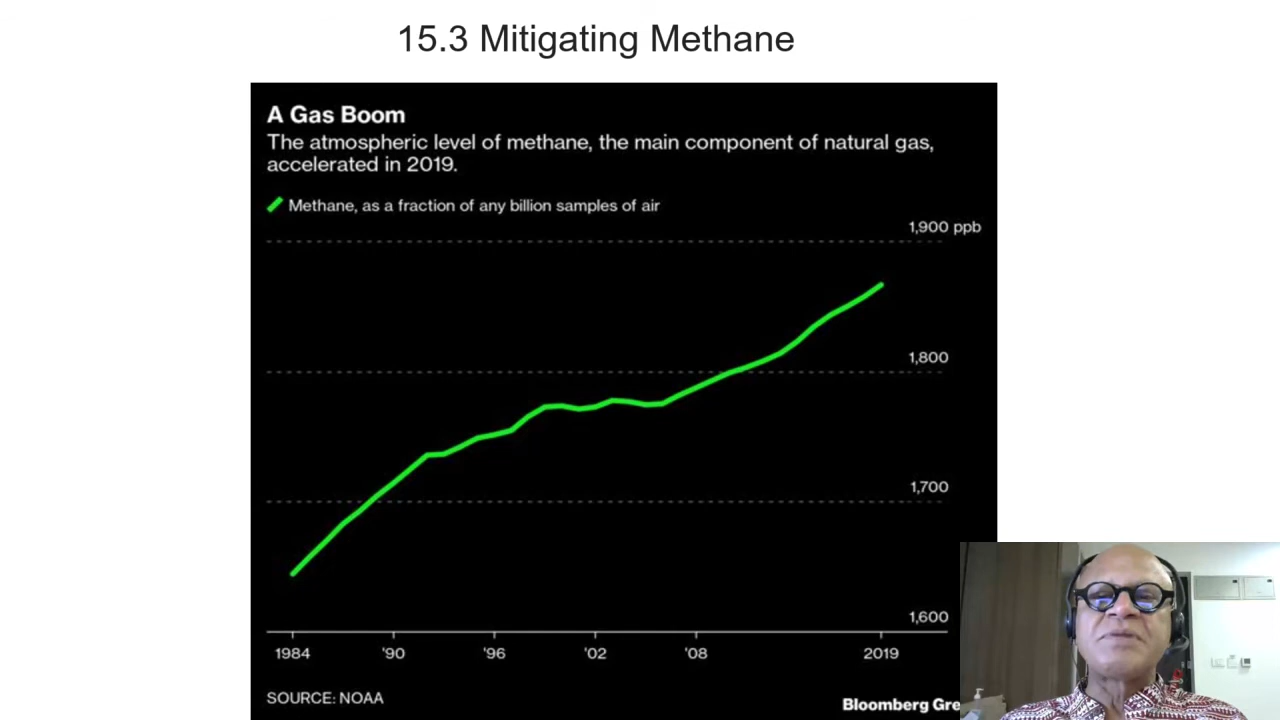 15.3 Mitigating Methane
A Gas Boom
The atmospheric level of methane, the main component of natural gas,
accelerated in 2019.
Methane, as a fraction of any billion samples of air
1,900 ppb
1,800
1,700
1,600
1984 '90 '96 '02 '08 2019
SOURCE: NOAA
Bloomberg Gre